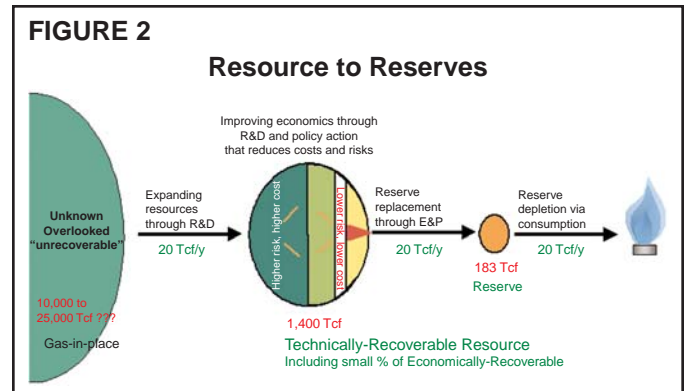 FIGURE 2
Resource to Reserves
Improving economics through
R&D and policy action
that reduces costs and risks
Unknown
Overlooked
“unrecoverable”
10,000 to
25,000 Tcf ???
Gas-in-place
Expanding
resources
through R&D
20 Tcf/y
Higher risk, higher cost
Lower risk, lower cost
1,400 Tcf
Technically-Recoverable Resource
Including small % of Economically-Recoverable
Reserve
replacement
through E&P
20 Tcf/y
183 Tcf
Reserve
Reserve
depletion via
consumption
20 Tcf/y